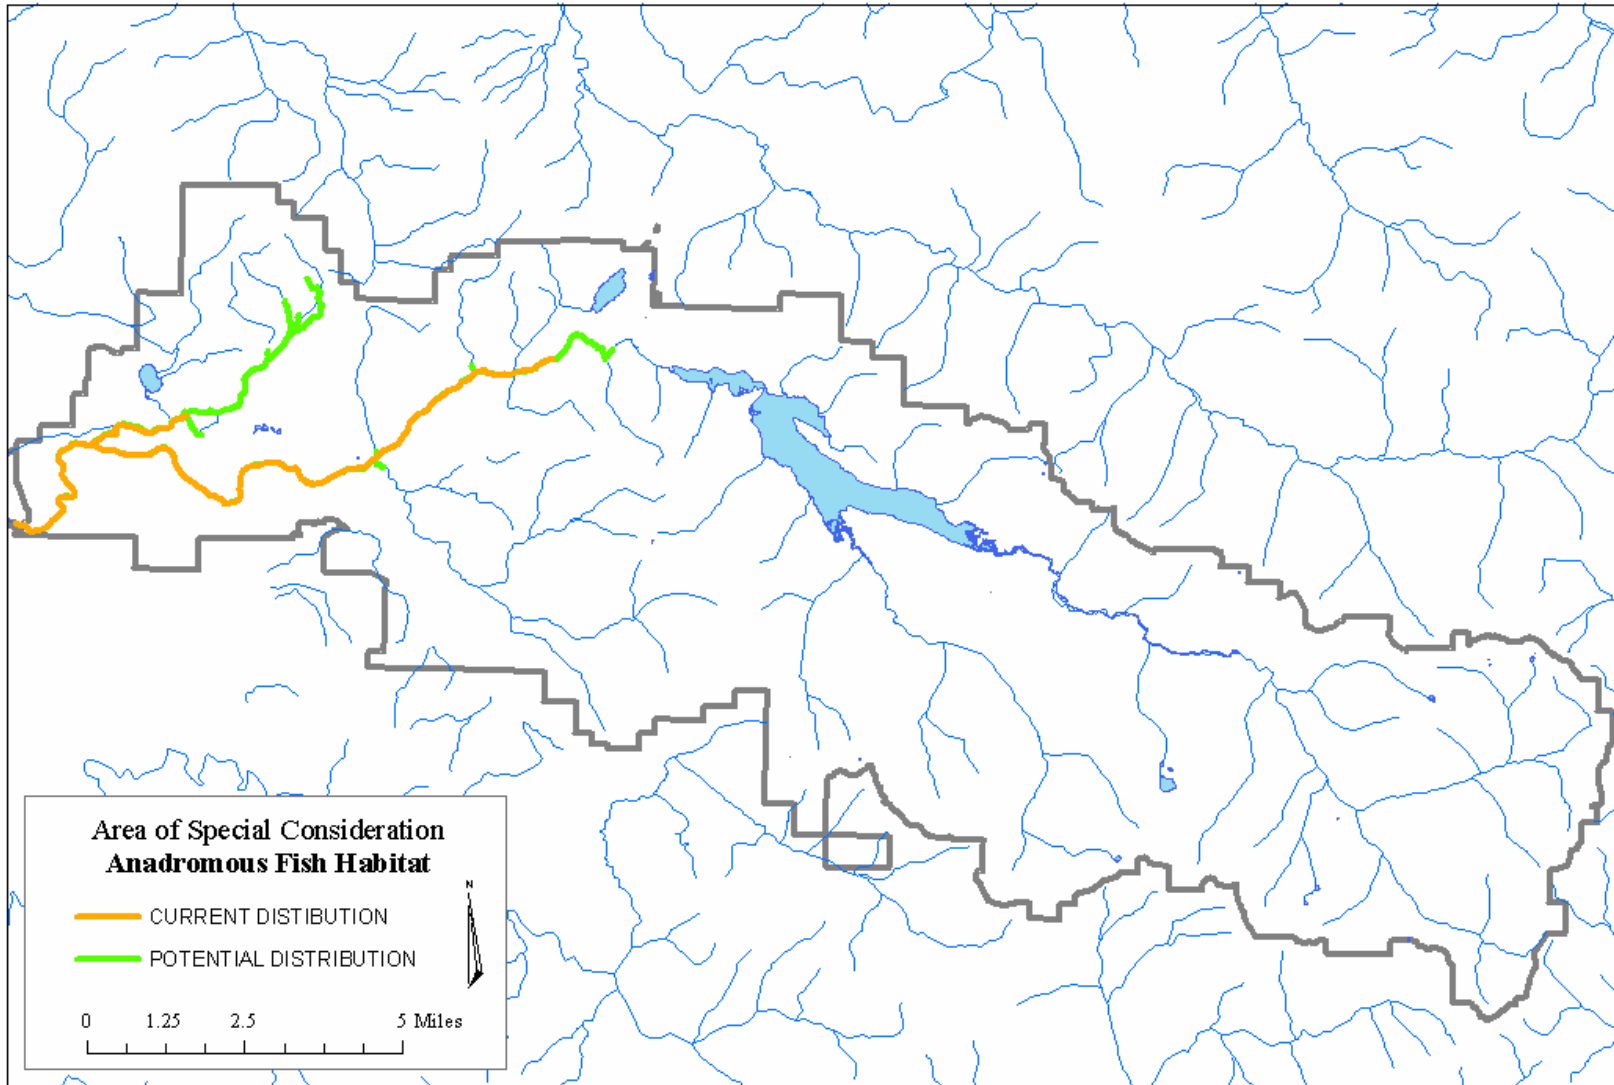 Area of Special Consideration
Anadromous Fish Habitat
N
CURRENT DISTIBUTION
POTENTIAL DISTRIBUTION
0 1.25 2.5 5 Miles